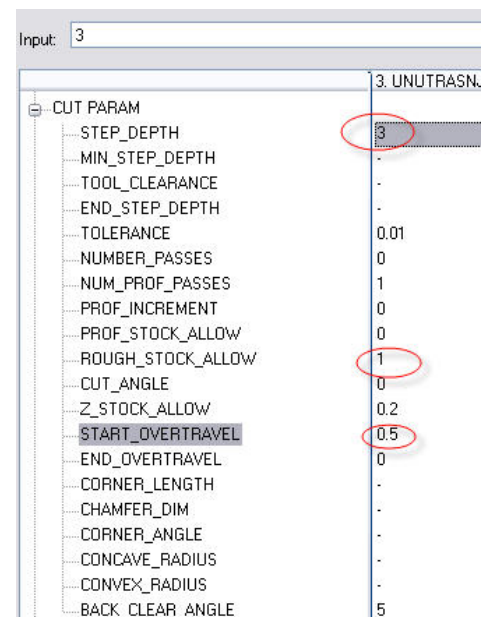 Input: 3
3. UNUTRASNJ
CUT PARAM
STEP_DEPTH 3
MIN_STEP_DEPTH -
TOOL_CLEARANCE -
END_STEP_DEPTH -
TOLERANCE 0.01
NUMBER_PASSES 0
NUM_PROF_PASSES 1
PROF_INCREMENT 0
PROF_STOCK_ALLOW 0
ROUGH_STOCK_ALLOW 1
CUT_ANGLE 0
Z_STOCK_ALLOW 0.2
START_OVERTRAVEL 0.5
END_OVERTRAVEL 0
CORNER_LENGTH -
CHAMFER_DIM -
CORNER_ANGLE -
CONCAVE_RADIUS -
CONVEX_RADIUS -
BACK_CLEAR_ANGLE 5